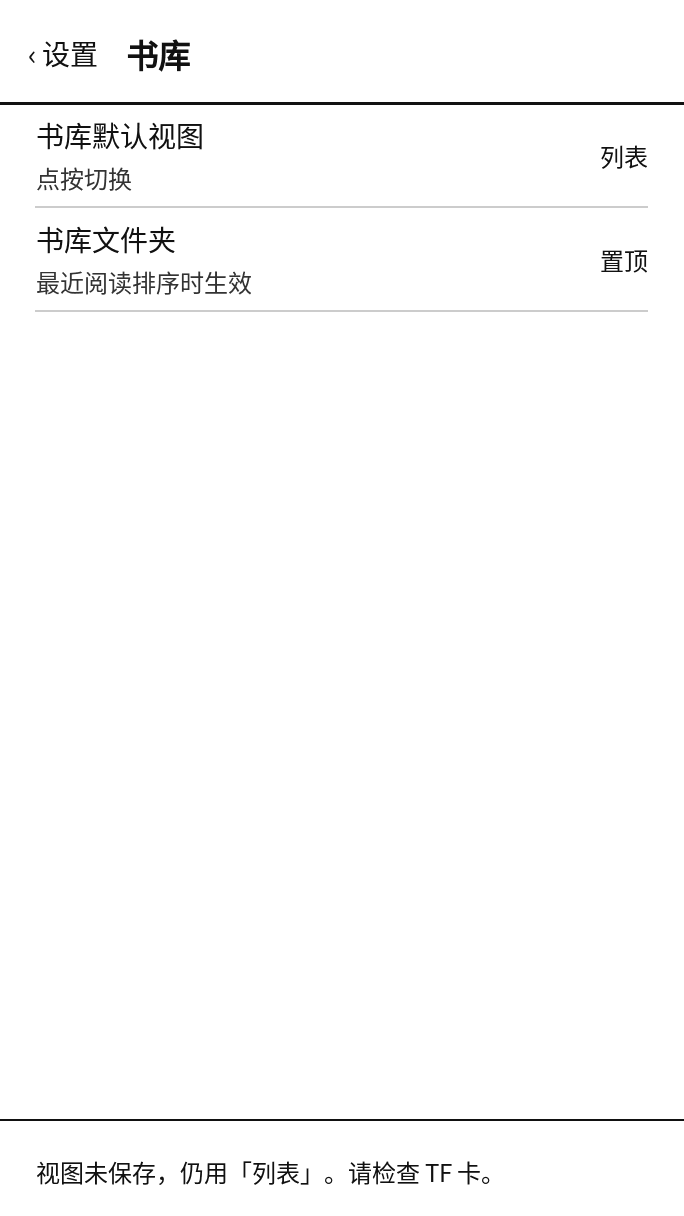 ‹ 设置 书库
书库默认视图
点按切换
列表
书库文件夹
最近阅读排序时生效
置顶
视图未保存，仍用「列表」。请检查 TF 卡。